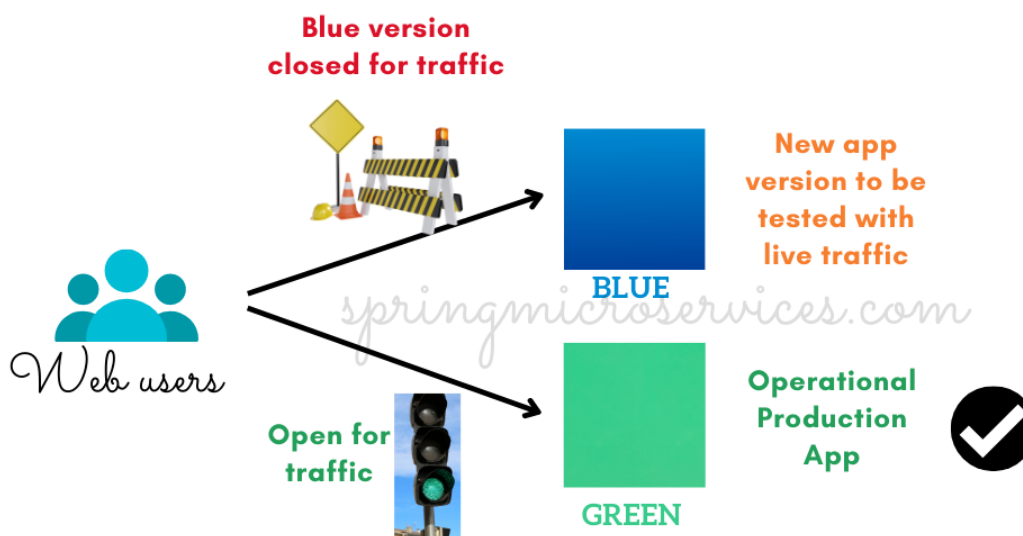 Blue version
closed for traffic
New app
version to be
tested with
live traffic
BLUE
springmicroservices.com
Web users
Open for
traffic
Operational
Production
App
GREEN